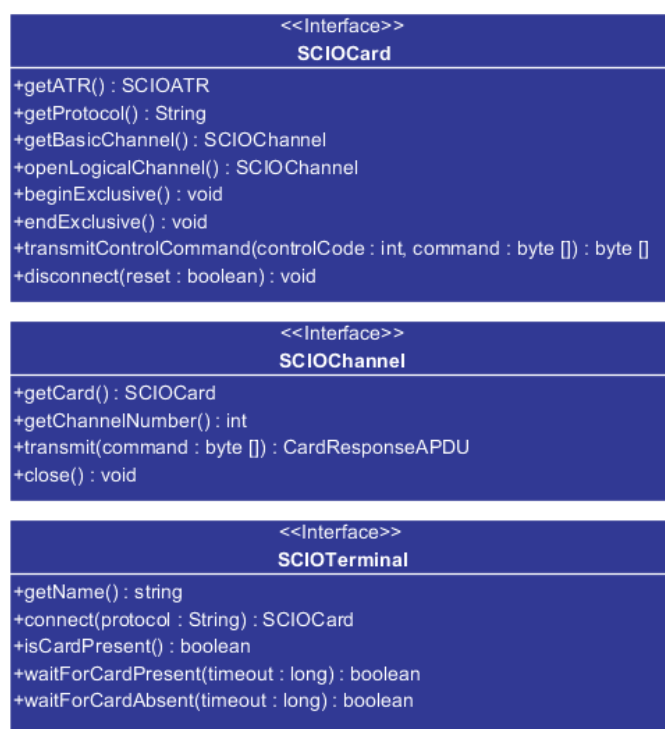 <<Interface>>
SCIOCard
+getATR() : SCIOATR
+getProtocol() : String
+getBasicChannel() : SCIOChannel
+openLogicalChannel() : SCIOChannel
+beginExclusive() : void
+endExclusive() : void
+transmitControlCommand(controlCode : int, command : byte []) : byte []
+disconnect(reset : boolean) : void
<<Interface>>
SCIOChannel
+getCard() : SCIOCard
+getChannelNumber() : int
+transmit(command : byte []) : CardResponseAPDU
+close() : void
<<Interface>>
SCIOTerminal
+getName() : string
+connect(protocol : String) : SCIOCard
+isCardPresent() : boolean
+waitForCardPresent(timeout : long) : boolean
+waitForCardAbsent(timeout : long) : boolean